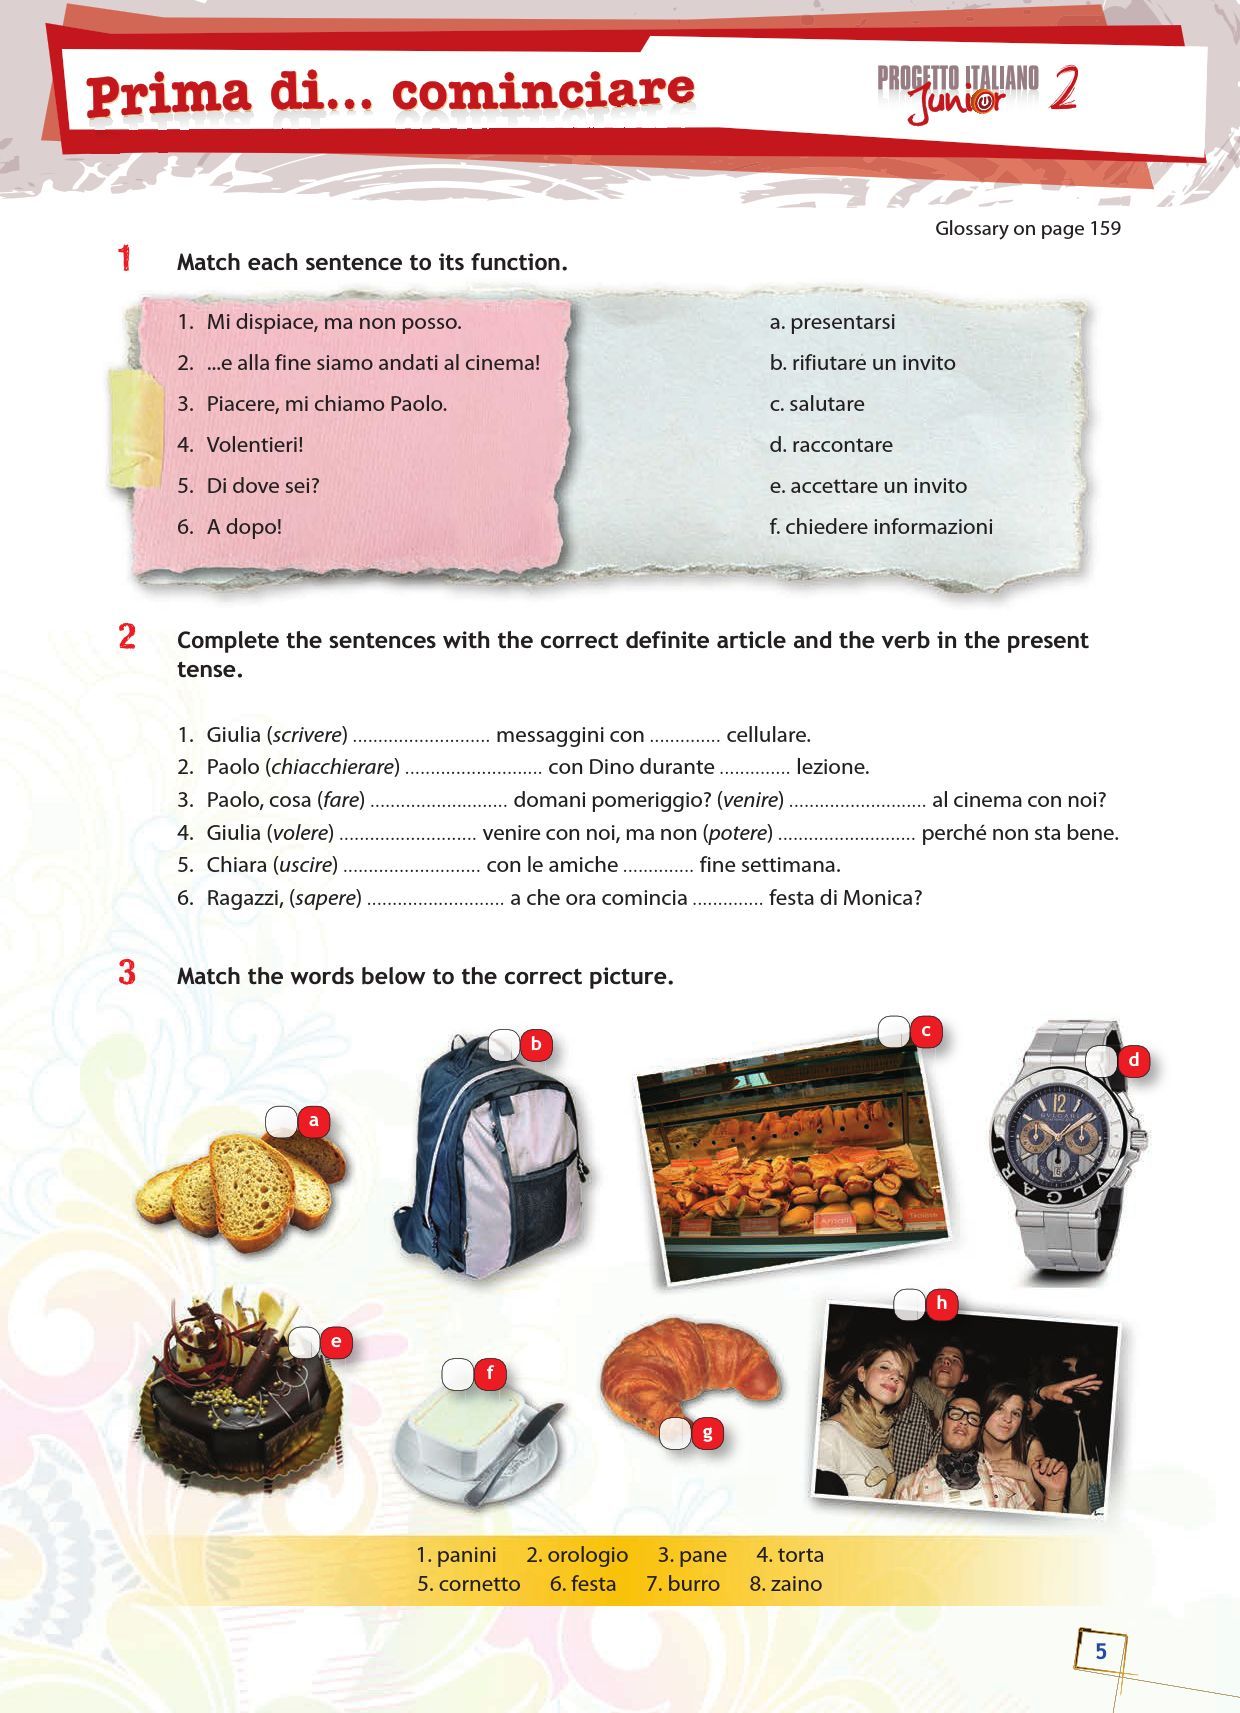 Prima di... cominciare
PROGETTO ITALIANO
Junior 2
Glossary on page 159
1 Match each sentence to its function.
1. Mi dispiace, ma non posso.
a. presentarsi
2. ...e alla fine siamo andati al cinema!
b. rifiutare un invito
3. Piacere, mi chiamo Paolo.
c. salutare
4. Volentieri!
d. raccontare
5. Di dove sei?
e. accettare un invito
6. A dopo!
f. chiedere informazioni
2 Complete the sentences with the correct definite article and the verb in the present
tense.
1. Giulia (scrivere) ........................... messaggini con .............. cellulare.
2. Paolo (chiacchierare) ........................... con Dino durante .............. lezione.
3. Paolo, cosa (fare) ........................... domani pomeriggio? (venire) ........................... al cinema con noi?
4. Giulia (volere) ........................... venire con noi, ma non (potere) ........................... perché non sta bene.
5. Chiara (uscire) ........................... con le amiche .............. fine settimana.
6. Ragazzi, (sapere) ........................... a che ora comincia .............. festa di Monica?
3 Match the words below to the correct picture.
a
b
c
d
BVLGARI
BVLGARI
12
6
Amalfi
e
f
g
h
1. panini 2. orologio 3. pane 4. torta
5. cornetto 6. festa 7. burro 8. zaino
5